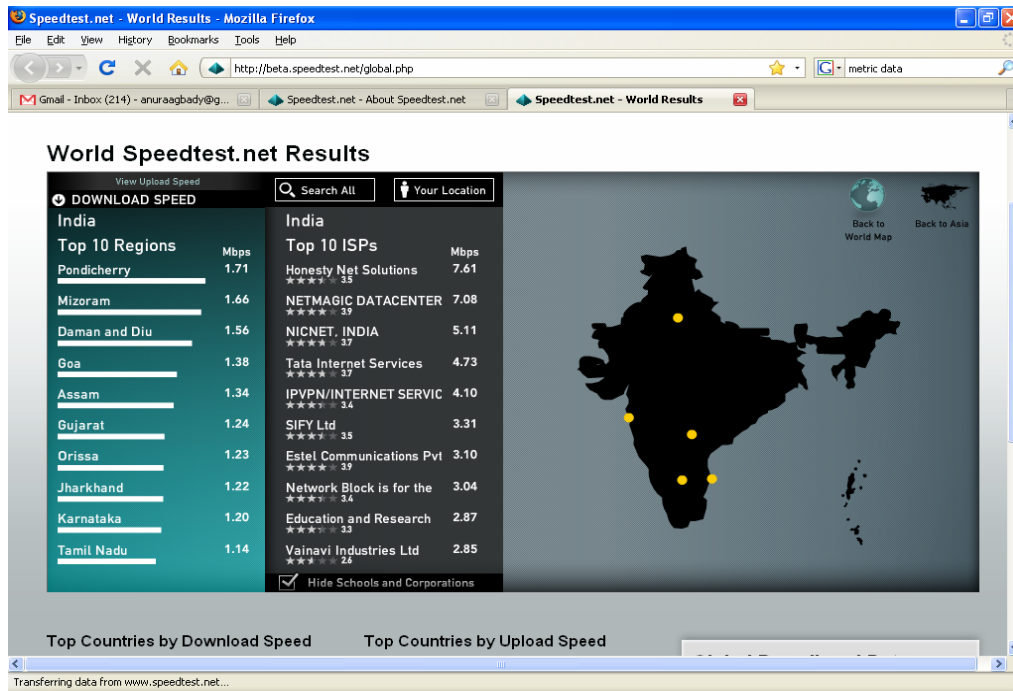 Speedtest.net - World Results - Mozilla Firefox
File Edit View History Bookmarks Tools Help
http://beta.speedtest.net/global.php
G metric data
Gmail - Inbox (214) - anuraagbady@g...
Speedtest.net - About Speedtest.net
Speedtest.net - World Results
World Speedtest.net Results
View Upload Speed
DOWNLOAD SPEED
India
Top 10 Regions Mbps
Pondicherry 1.71
Mizoram 1.66
Daman and Diu 1.56
Goa 1.38
Assam 1.34
Gujarat 1.24
Orissa 1.23
Jharkhand 1.22
Karnataka 1.20
Tamil Nadu 1.14
Search All
Your Location
India
Top 10 ISPs Mbps
Honesty Net Solutions 7.61
3.5
NETMAGIC DATACENTER 7.08
3.9
NICNET, INDIA 5.11
3.7
Tata Internet Services 4.73
3.7
IPVPN/INTERNET SERVIC 4.10
3.4
SIFY Ltd 3.31
3.5
Estel Communications Pvt 3.10
3.9
Network Block is for the 3.04
3.4
Education and Research 2.87
3.3
Vainavi Industries Ltd 2.85
2.6
Hide Schools and Corporations
Back to
World Map
Back to Asia
Top Countries by Download Speed
Top Countries by Upload Speed
Transferring data from www.speedtest.net...